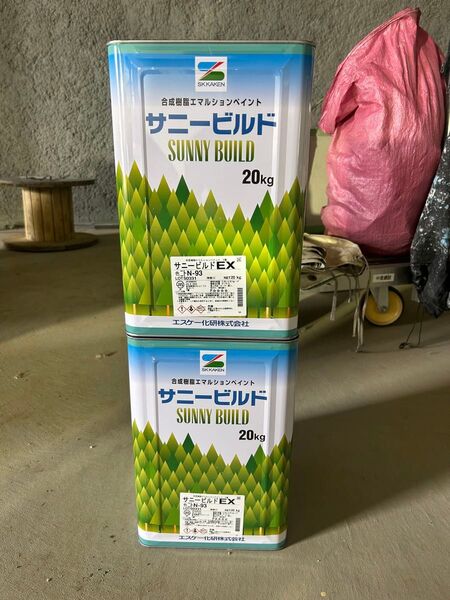 SK KAKEN
合成樹脂エマルションペイント
サニービルド
SUNNY BUILD
20kg
サニービルドEX
N-93
エスケー化研株式会社
SK KAKEN
合成樹脂エマルションペイント
サニービルド
SUNNY BUILD
20kg
サニービルドEX
N-93
エスケー化研株式会社